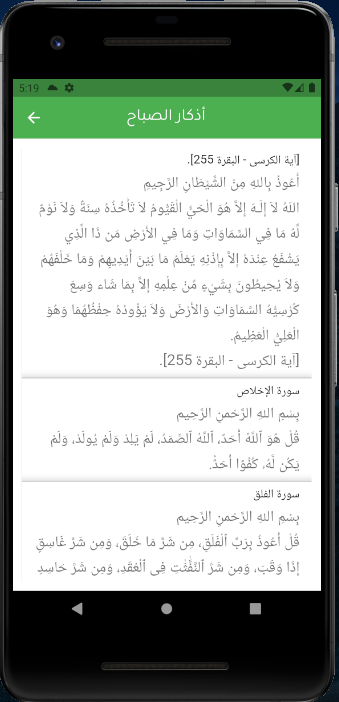 5:19
أذكار الصباح
[آية الكرسى - البقرة 255].
أَعُوذُ بِاللهِ مِنْ الشَّيْطَانِ الرَّجِيمِ
اللهُ لاَ إِلَـهَ إِلاَّ هُوَ الْحَيُّ الْقَيُّومُ لاَ تَأْخُذُهُ سِنَةٌ وَلاَ نَوْمٌ
لَّهُ مَا فِي السَّمَاوَاتِ وَمَا فِي الأَرْضِ مَن ذَا الَّذِي
يَشْفَعُ عِنْدَهُ إِلاَّ بِإِذْنِهِ يَعْلَمُ مَا بَيْنَ أَيْدِيهِمْ وَمَا خَلْفَهُمْ
وَلاَ يُحِيطُونَ بِشَيْءٍ مِّنْ عِلْمِهِ إِلاَّ بِمَا شَاء وَسِعَ
كُرْسِيُّهُ السَّمَاوَاتِ وَالأَرْضَ وَلاَ يَؤُودُهُ حِفْظُهُمَا وَهُوَ
الْعَلِيُّ الْعَظِيمُ.
[آية الكرسى - البقرة 255].
سورة الإخلاص
بِسْمِ اللهِ الرَّحْمنِ الرَّحِيم
قُلْ هُوَ ٱللَّهُ أَحَدٌ، ٱللَّهُ ٱلصَّمَدُ، لَمْ يَلِدْ وَلَمْ يُولَدْ، وَلَمْ
يَكُن لَّهُۥ كُفُوًا أَحَدٌۢ.
سورة الفلق
بِسْمِ اللهِ الرَّحْمنِ الرَّحِيم
قُلْ أَعُوذُ بِرَبِّ ٱلْفَلَقِ، مِن شَرِّ مَا خَلَقَ، وَمِن شَرِّ غَاسِقٍ
إِذَا وَقَبَ، وَمِن شَرِّ ٱلنَّفَّٰثَٰتِ فِى ٱلْعُقَدِ، وَمِن شَرِّ حَاسِدٍ